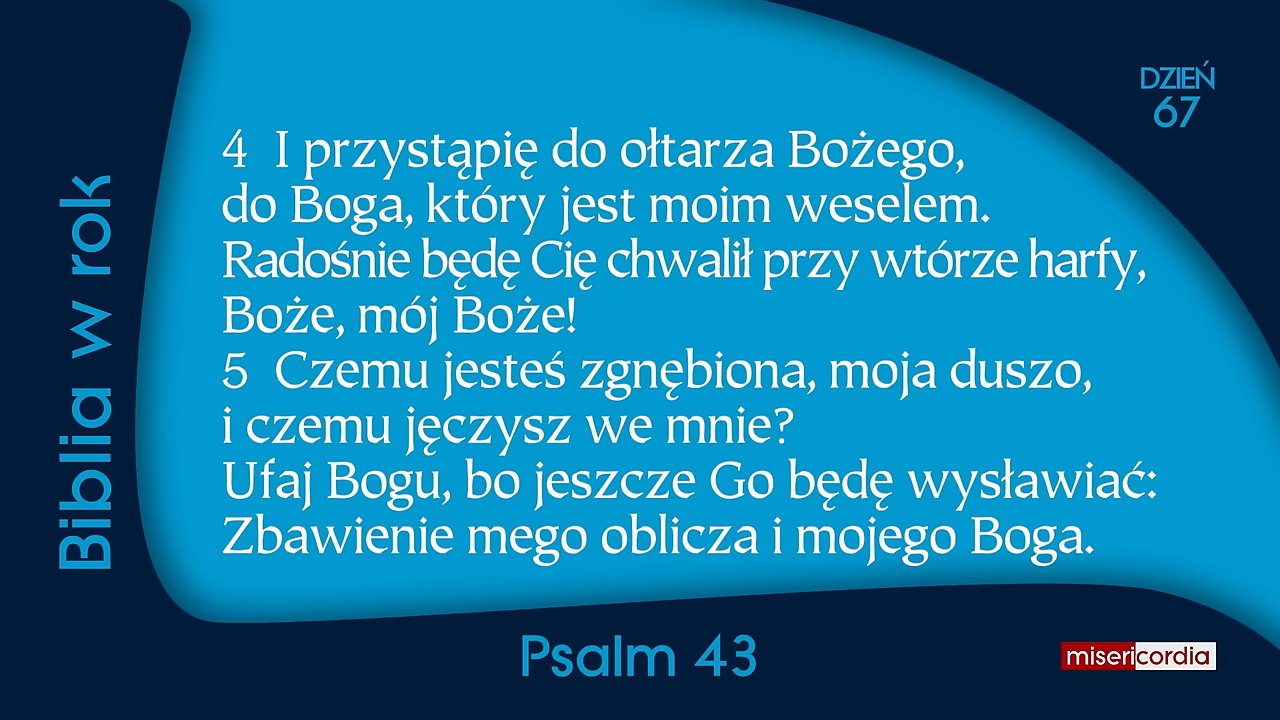 DZIEŃ
67
Biblia w rok
4 I przystąpię do ołtarza Bożego,
do Boga, który jest moim weselem.
Radośnie będę Cię chwalił przy wtórze harfy,
Boże, mój Boże!
5 Czemu jesteś zgnębiona, moja duszo,
i czemu jęczysz we mnie?
Ufaj Bogu, bo jeszcze Go będę wysławiać:
Zbawienie mego oblicza i mojego Boga.
Psalm 43
misericordia